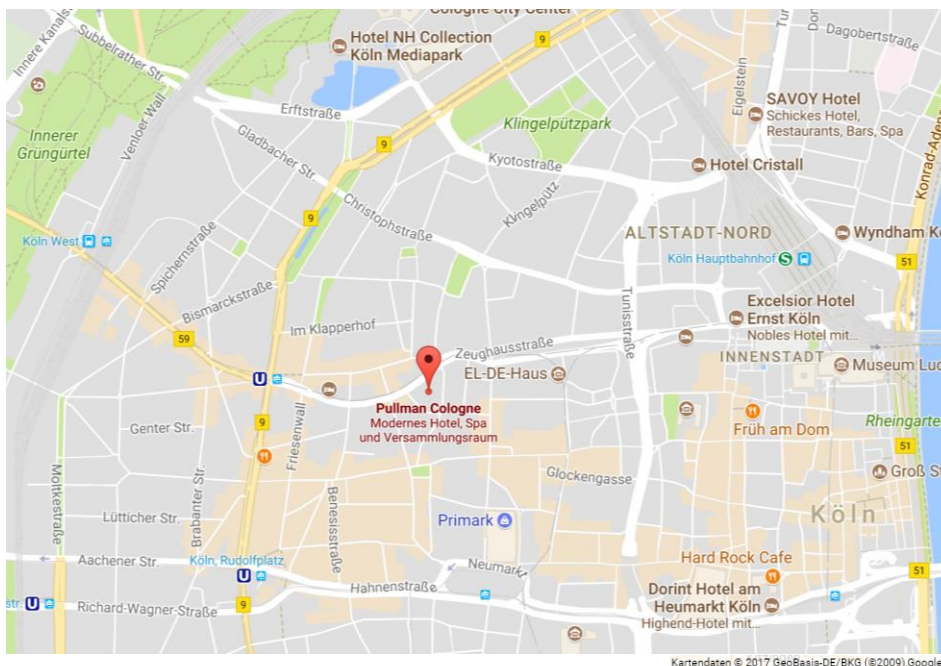 Cologne City Center
Hotel NH Collection
Köln Mediapark
Innere Kanalst
Subbelrather Str.
9
Dagobertstraße
Venloer Wall
Erftstraße
Eigelstein
SAVOY Hotel
Schickes Hotel,
Restaurants, Bars, Spa
Innerer
Grüngürtel
Gladbacher Str.
9
Klingelpützpark
Kyotostraße
Hotel Cristall
Konrad-Aden
Christophstraße
Klingelpütz
9
ALTSTADT-NORD
Wyndham Kö
Köln West
Spichernstraße
Köln Hauptbahnhof
S
51
Bismarckstraße
Tunisstraße
Excelsior Hotel
Ernst Köln
Nobles Hotel mit...
Im Klapperhof
59
Zeughausstraße
INNENSTADT
EL-DE-Haus
Museum Lud
U
Pullman Cologne
Modernes Hotel, Spa
und Versammlungsraum
Rheingarten
Früh am Dom
Genter Str.
9
Friesenwall
Moltkestraße
Brabanter Str.
Benesisstraße
Glockengasse
Groß St
Lütticher Str.
Primark
Köln
Aachener Str.
Köln, Rudolfplatz
Neumarkt
Hard Rock Cafe
51
U
Hahnenstraße
Dorint Hotel am
Heumarkt Köln
Highend-Hotel mit...
str.
U
Richard-Wagner-Straße
9
Kartendaten © 2017 GeoBasis-DE/BKG (©2009),Google